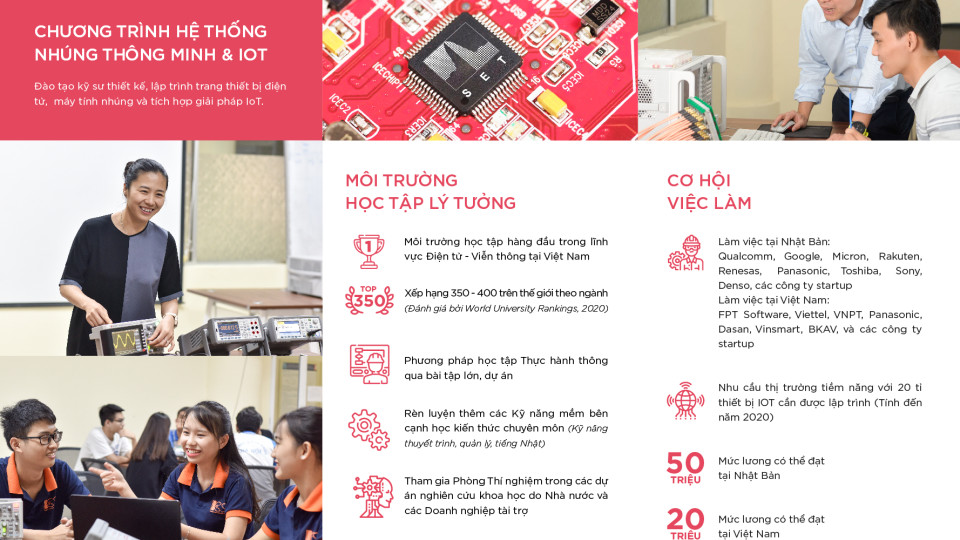 CHƯƠNG TRÌNH HỆ THỐNG
NHÚNG THÔNG MINH & IOT
Đào tạo kỹ sư thiết kế, lập trình trang thiết bị điện
tử, máy tính nhúng và tích hợp giải pháp IoT.
ICECHIP1
ICEC2
ICER3
ICEC5
ICEC6
48
49
64
91
S E T
MÔI TRƯỜNG
HỌC TẬP LÝ TƯỞNG
1
Môi trường học tập hàng đầu trong lĩnh
vực Điện tử - Viễn thông tại Việt Nam
TOP
350
Xếp hạng 350 - 400 trên thế giới theo ngành
(Đánh giá bởi World University Rankings, 2020)
Phương pháp học tập Thực hành thông
qua bài tập lớn, dự án
Rèn luyện thêm các Kỹ năng mềm bên
cạnh học kiến thức chuyên môn (Kỹ năng
thuyết trình, quản lý, tiếng Nhật)
Tham gia Phòng Thí nghiệm trong các dự
án nghiên cứu khoa học do Nhà nước và
các Doanh nghiệp tài trợ
CƠ HỘI
VIỆC LÀM
Làm việc tại Nhật Bản:
Qualcomm, Google, Micron, Rakuten,
Renesas, Panasonic, Toshiba, Sony,
Denso, các công ty startup
Làm việc tại Việt Nam:
FPT Software, Viettel, VNPT, Panasonic,
Dasan, Vinsmart, BKAV, và các công ty
startup
Nhu cầu thị trường tiềm năng với 20 tỉ
thiết bị IOT cần được lập trình (Tính đến
năm 2020)
50
TRIỆU
Mức lương có thể đạt
tại Nhật Bản
20
TRIỆU
Mức lương có thể đạt
tại Việt Nam